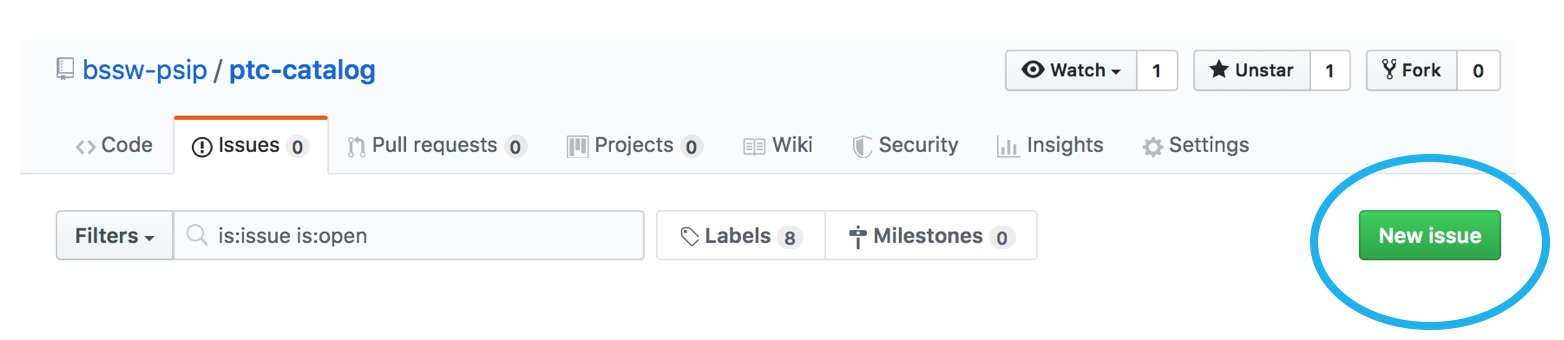 bssw-psip / ptc-catalog Watch 1 Unstar 1 Fork 0
Code Issues 0 Pull requests 0 Projects 0 Wiki Security Insights Settings
Filters is:issue is:open Labels 8 Milestones 0 New issue